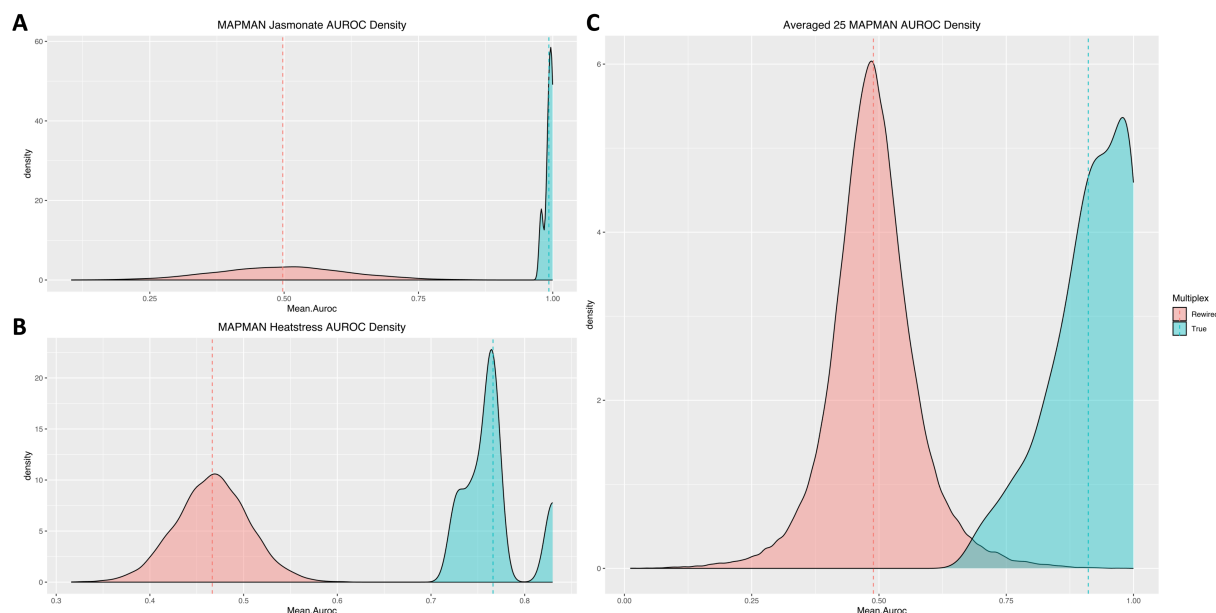 A
MAPMAN Jasmonate AUROC Density
60
40
20
0
density
0.25
0.50
0.75
1.00
Mean.Auroc
B
MAPMAN Heatstress AUROC Density
20
15
10
5
0
density
0.3
0.4
0.5
0.6
0.7
0.8
Mean.Auroc
C
Averaged 25 MAPMAN AUROC Density
6
4
2
0
density
0.00
0.25
0.50
0.75
1.00
Mean.Auroc
Multiplex
Rewired
True